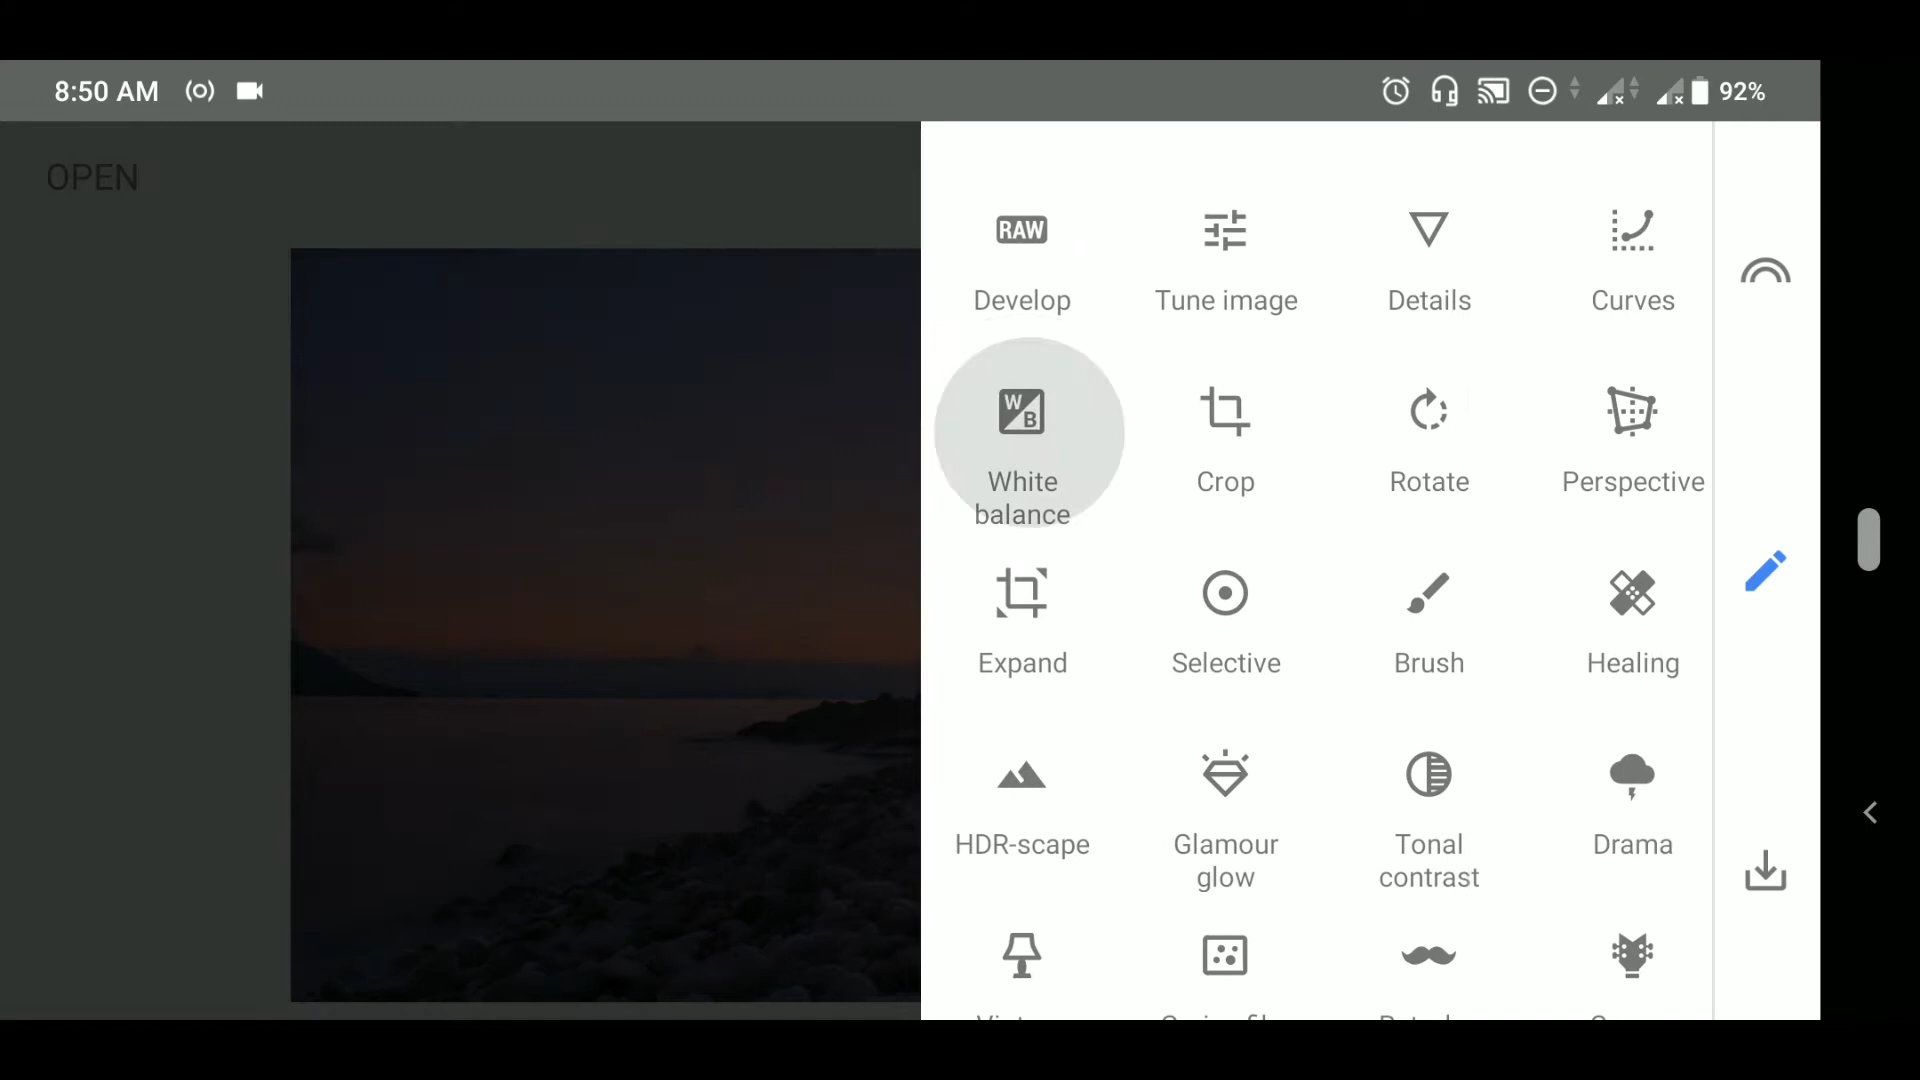 8:50 AM
92%
OPEN
RAW
Develop
Tune image
Details
Curves
W
B
White
balance
Crop
Rotate
Perspective
Expand
Selective
Brush
Healing
HDR-scape
Glamour
glow
Tonal
contrast
Drama